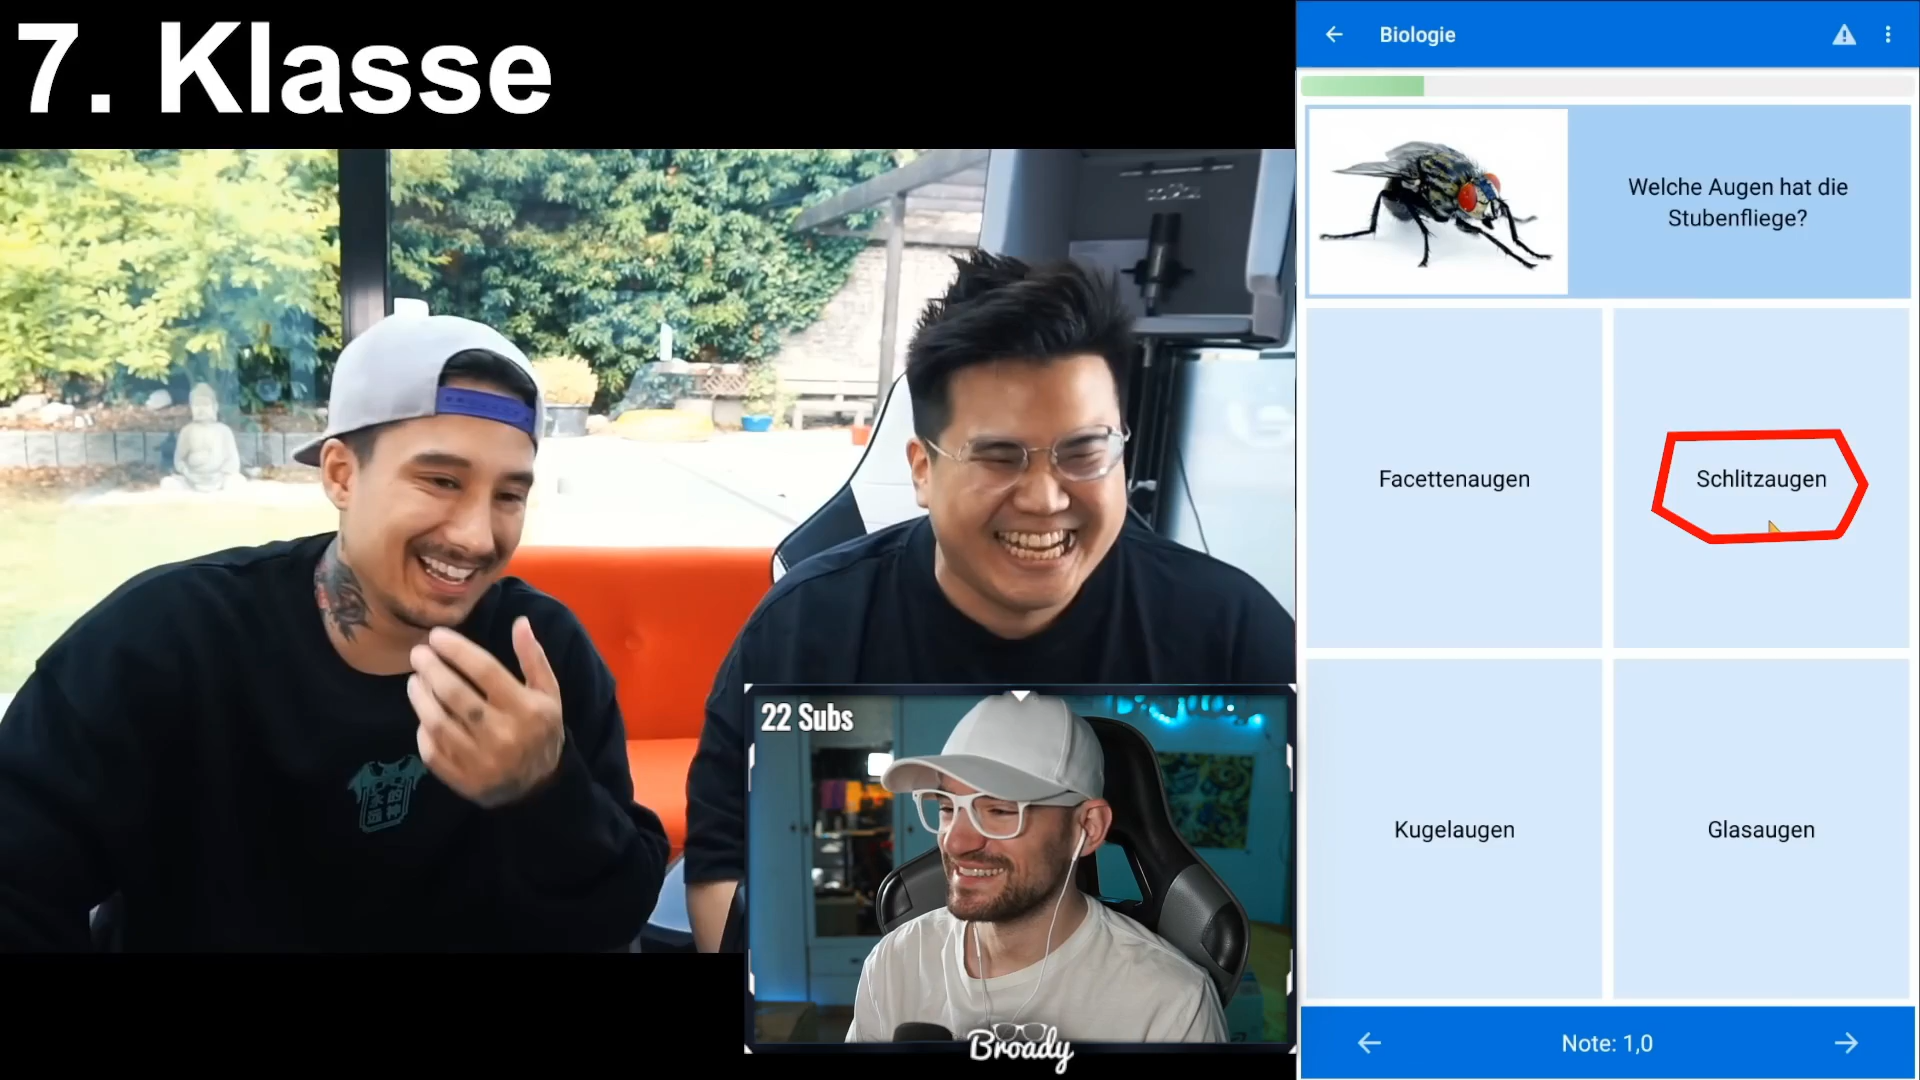 7. Klasse
Biologie
Welche Augen hat die
Stubenfliege?
Facettenaugen
Schlitzaugen
Kugelaugen
Glasaugen
22 Subs
Broady
Note: 1,0